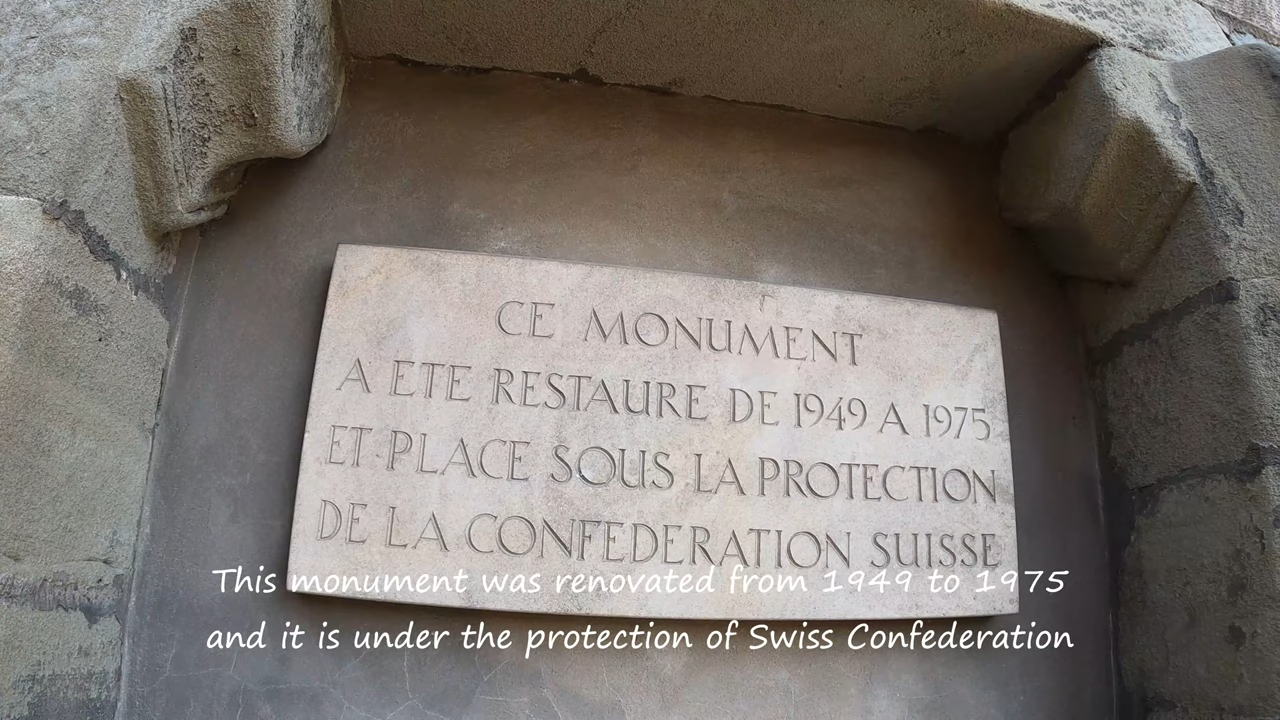 CE MONUMENT
A ETE RESTAURE DE 1949 A 1975
ET PLACE SOUS LA PROTECTION
DE LA CONFEDERATION SUISSE
This monument was renovated from 1949 to 1975
and it is under the protection of Swiss Confederation